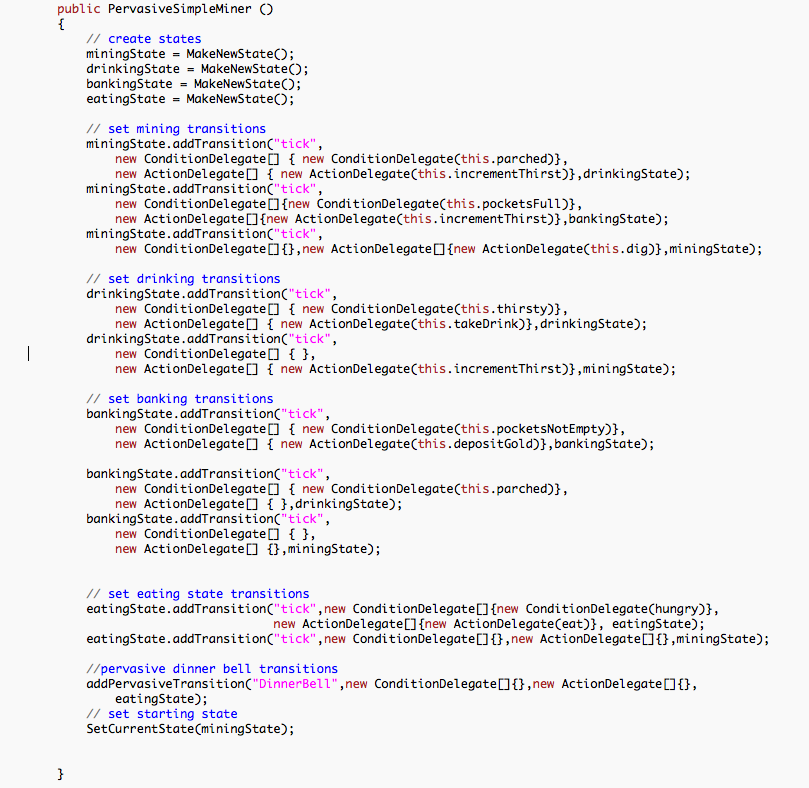 public PervasiveSimpleMiner ()
{
// create states
miningState = MakeNewState();
drinkingState = MakeNewState();
bankingState = MakeNewState();
eatingState = MakeNewState();
// set mining transitions
miningState.addTransition("tick",
new ConditionDelegate[] { new ConditionDelegate(this.parched)},
new ActionDelegate[] { new ActionDelegate(this.incrementThirst)},drinkingState);
miningState.addTransition("tick",
new ConditionDelegate[]{new ConditionDelegate(this.pocketsFull)},
new ActionDelegate[]{new ActionDelegate(this.incrementThirst)},bankingState);
miningState.addTransition("tick",
new ConditionDelegate[]{},new ActionDelegate[]{new ActionDelegate(this.dig)},miningState);
// set drinking transitions
drinkingState.addTransition("tick",
new ConditionDelegate[] { new ConditionDelegate(this.thirsty)},
new ActionDelegate[] { new ActionDelegate(this.takeDrink)},drinkingState);
drinkingState.addTransition("tick",
new ConditionDelegate[] { },
new ActionDelegate[] { new ActionDelegate(this.incrementThirst)},miningState);
// set banking transitions
bankingState.addTransition("tick",
new ConditionDelegate[] { new ConditionDelegate(this.pocketsNotEmpty)},
new ActionDelegate[] { new ActionDelegate(this.depositGold)},bankingState);
bankingState.addTransition("tick",
new ConditionDelegate[] { new ConditionDelegate(this.parched)},
new ActionDelegate[] { },drinkingState);
bankingState.addTransition("tick",
new ConditionDelegate[] { },
new ActionDelegate[] {},miningState);
// set eating state transitions
eatingState.addTransition("tick",new ConditionDelegate[]{new ConditionDelegate(hungry)},
new ActionDelegate[]{new ActionDelegate(eat)}, eatingState);
eatingState.addTransition("tick",new ConditionDelegate[]{},new ActionDelegate[]{},miningState);
//pervasive dinner bell transitions
addPervasiveTransition("DinnerBell",new ConditionDelegate[]{},new ActionDelegate[]{},
eatingState);
// set starting state
SetCurrentState(miningState);
}